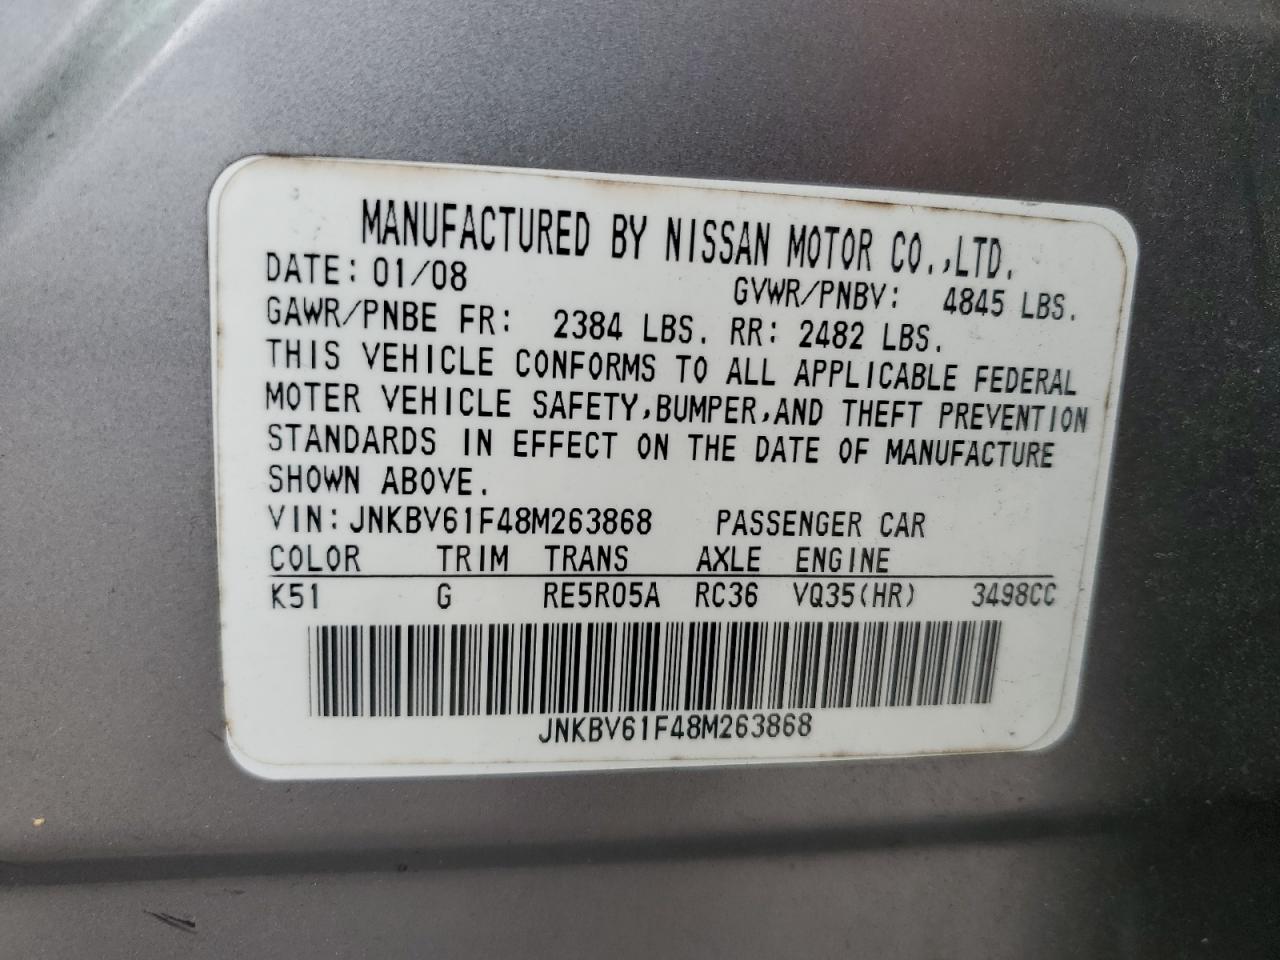 MANUFACTURED BY NISSAN MOTOR CO.,LTD.
DATE: 01/08 GVWR/PNBV: 4845 LBS.
GAWR/PNBE FR: 2384 LBS. RR: 2482 LBS.
THIS VEHICLE CONFORMS TO ALL APPLICABLE FEDERAL
MOTER VEHICLE SAFETY,BUMPER,AND THEFT PREVENTION
STANDARDS IN EFFECT ON THE DATE OF MANUFACTURE
SHOWN ABOVE.
VIN: JNKBV61F48M263868 PASSENGER CAR
COLOR TRIM TRANS AXLE ENGINE
K51 G RE5R05A RC36 VQ35(HR) 3498CC
JNKBV61F48M263868